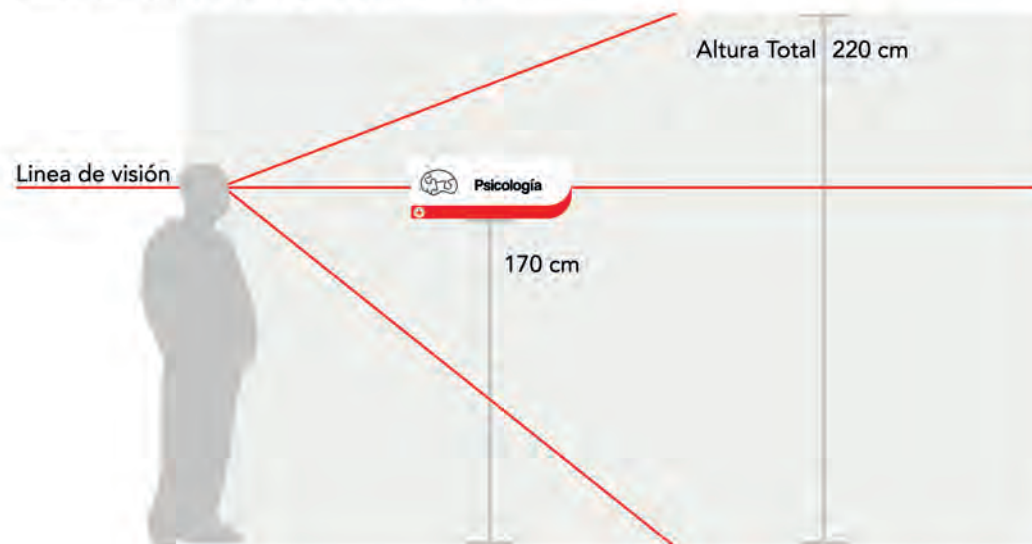 Altura Total 220 cm
Linea de visión
Psicología
170 cm